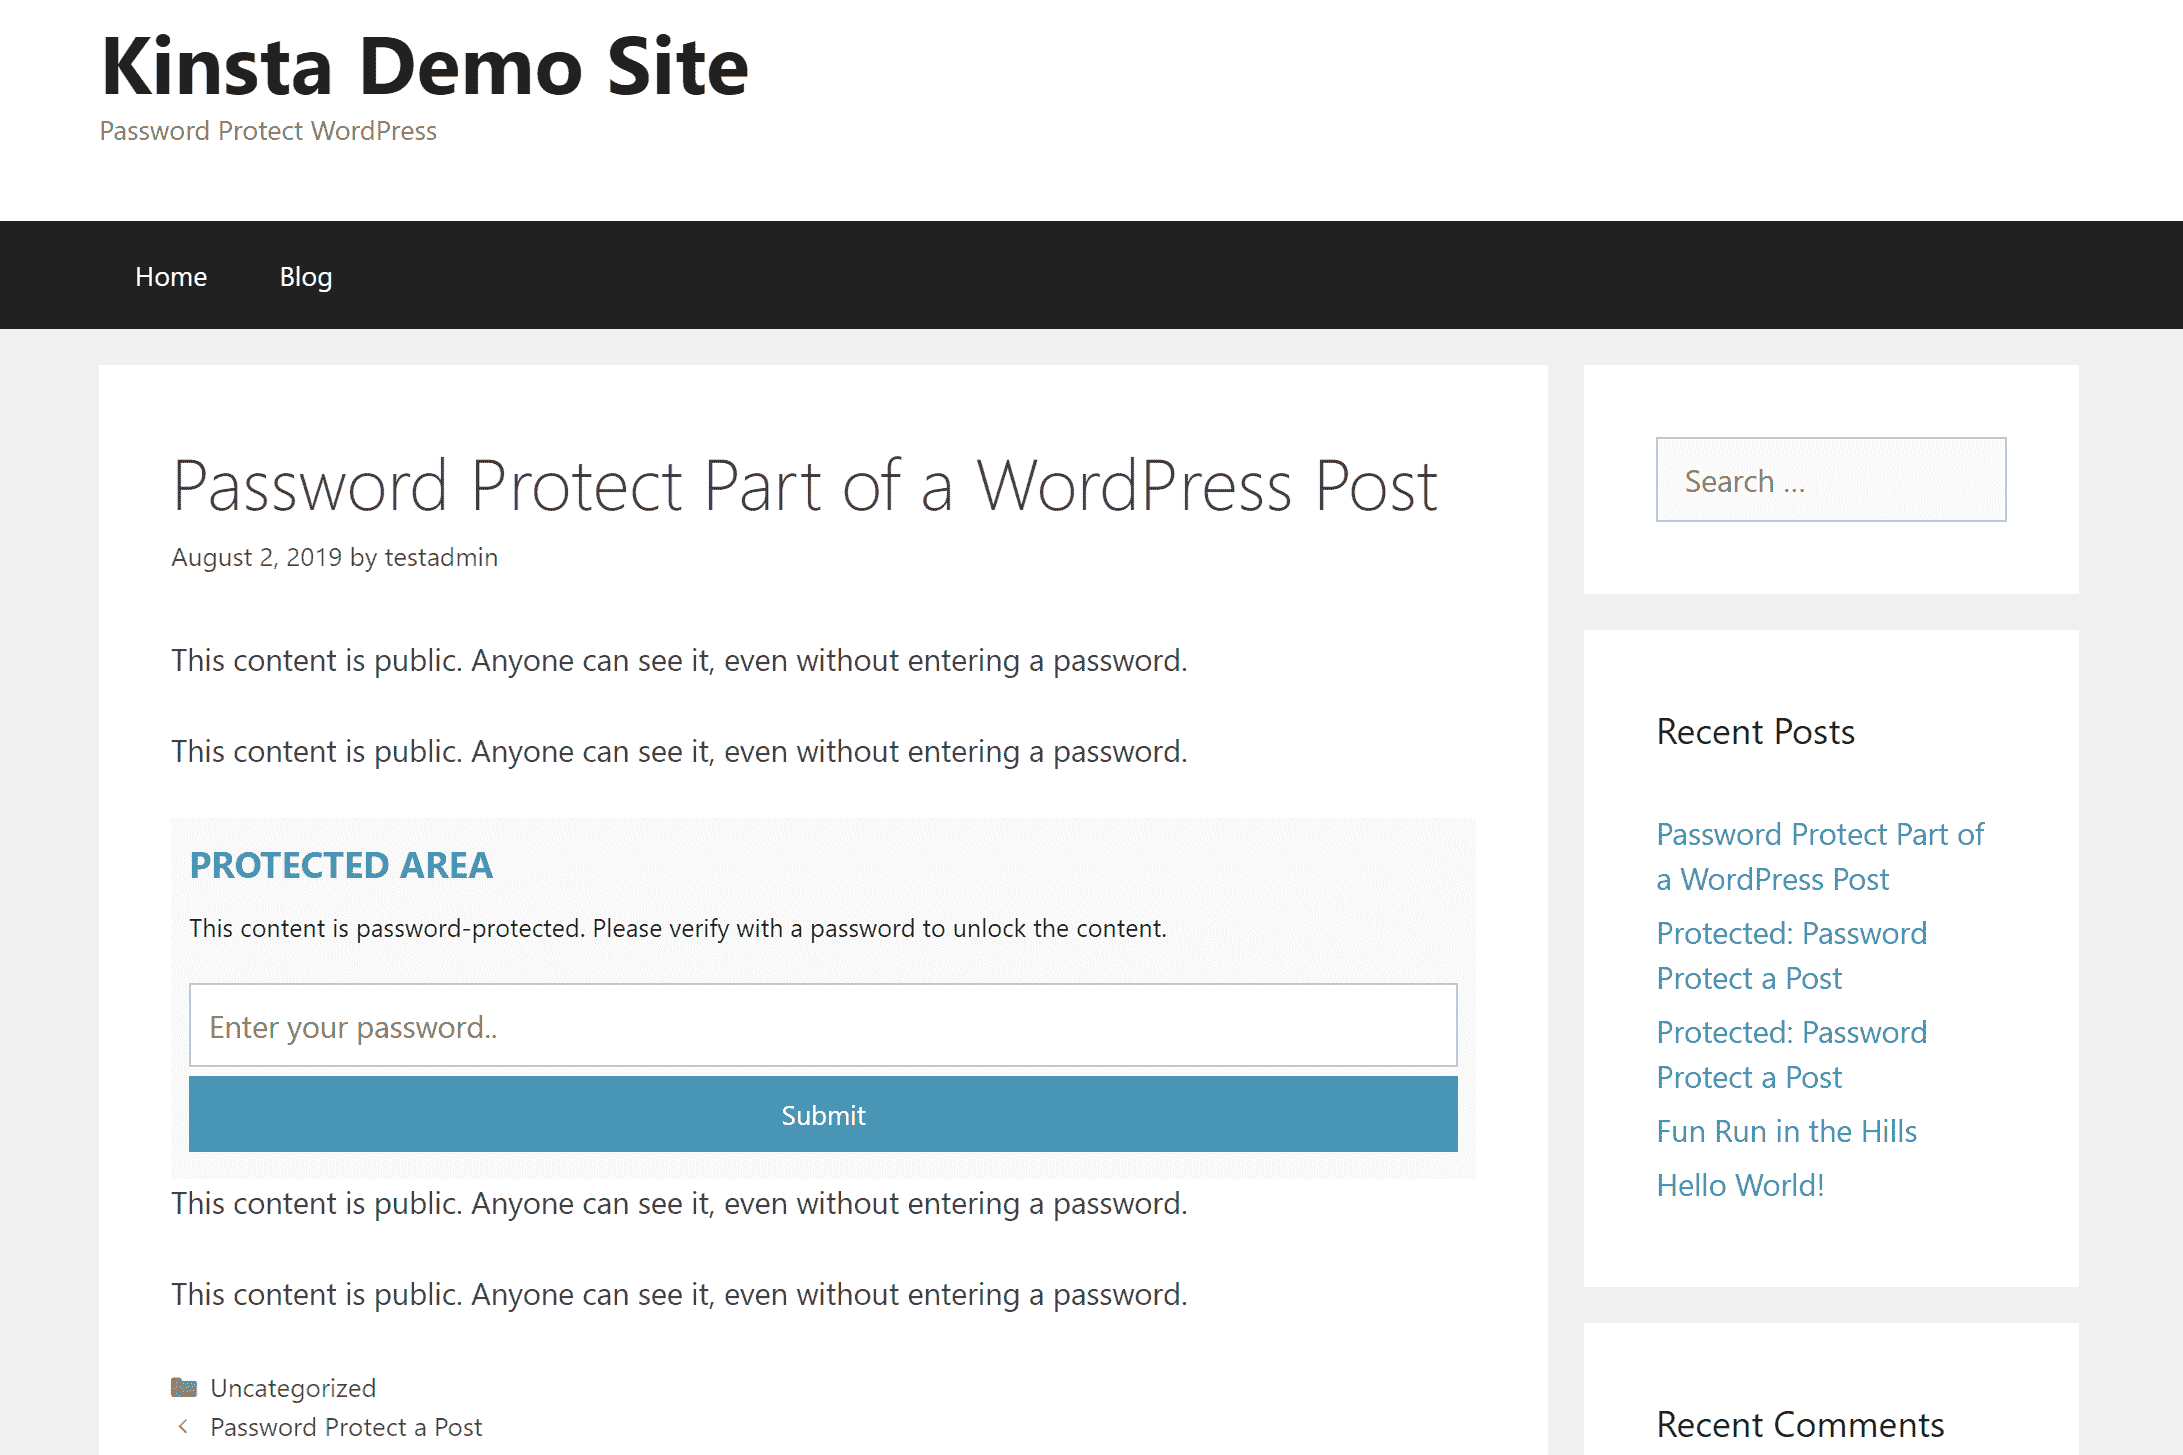 Kinsta Demo Site
Password Protect WordPress
Home
Blog
Password Protect Part of a WordPress Post
August 2, 2019 by testadmin
This content is public. Anyone can see it, even without entering a password.
This content is public. Anyone can see it, even without entering a password.
PROTECTED AREA
This content is password-protected. Please verify with a password to unlock the content.
Enter your password..
Submit
This content is public. Anyone can see it, even without entering a password.
This content is public. Anyone can see it, even without entering a password.
Uncategorized
Password Protect a Post
Search …
Recent Posts
Password Protect Part of
a WordPress Post
Protected: Password
Protect a Post
Protected: Password
Protect a Post
Fun Run in the Hills
Hello World!
Recent Comments